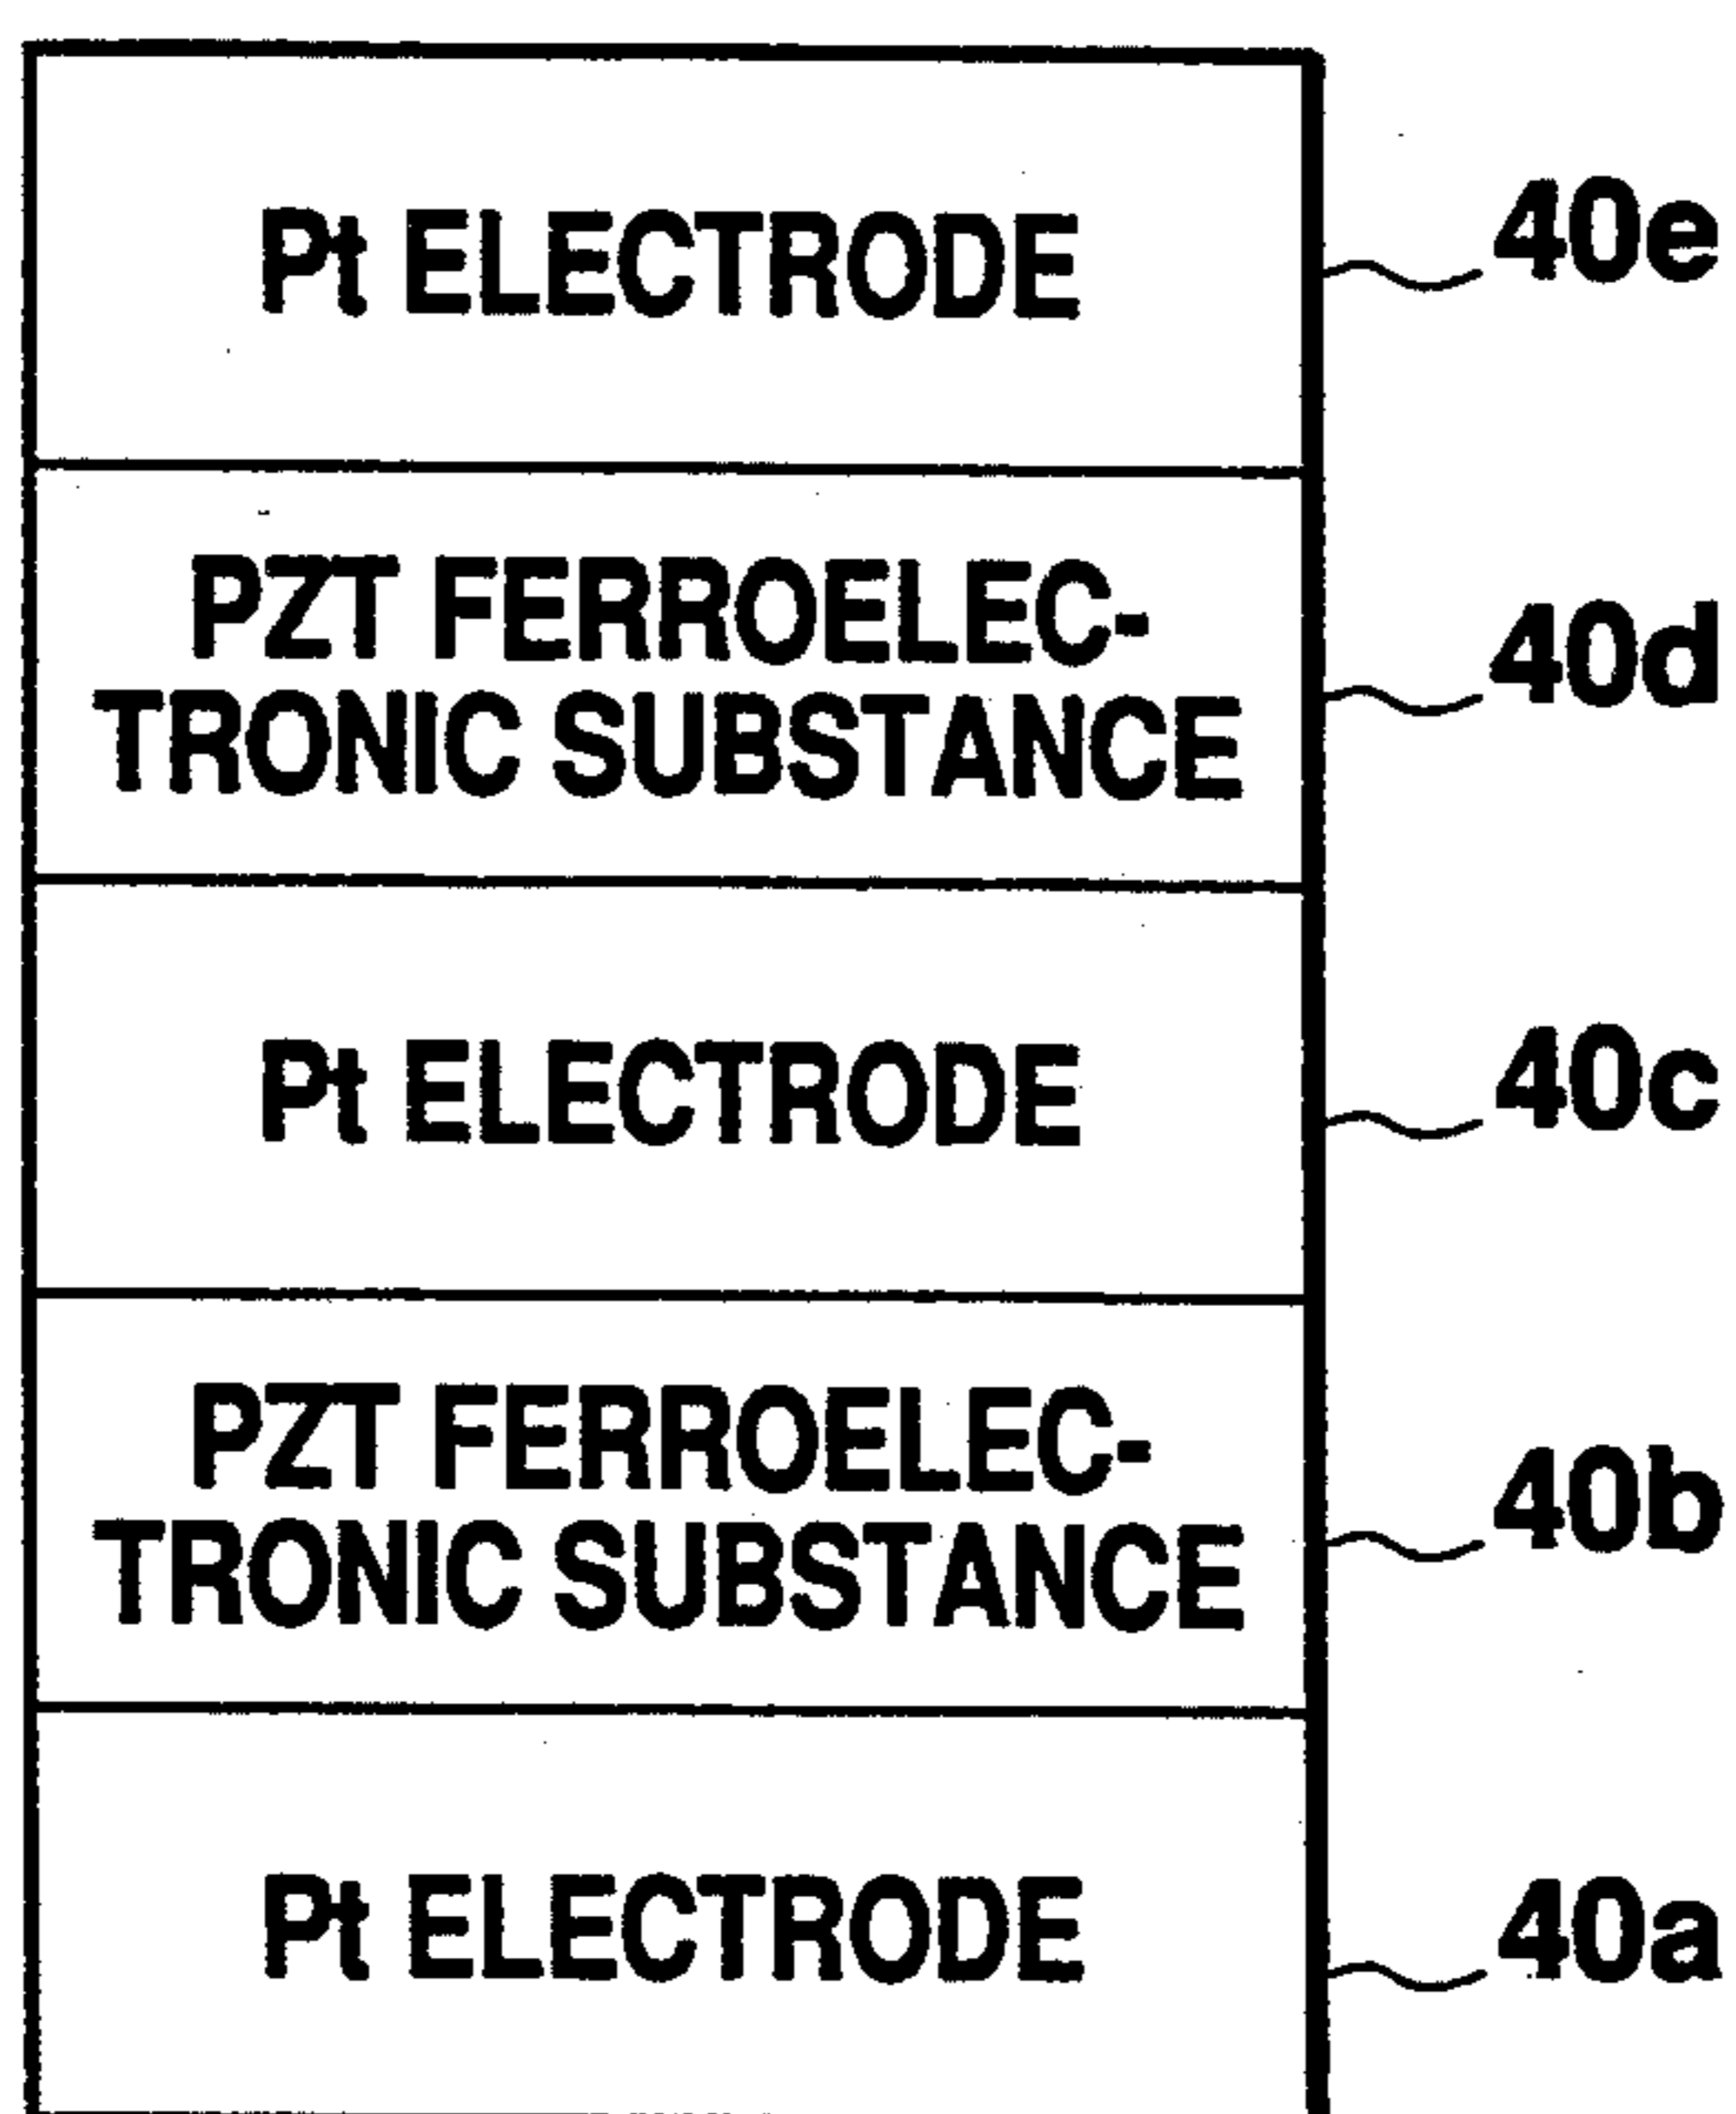 Pt ELECTRODE
40e
PZT FERROELEC-
TRONIC SUBSTANCE
40d
Pt ELECTRODE
40c
PZT FERROELEC-
TRONIC SUBSTANCE
40b
Pt ELECTRODE
40a